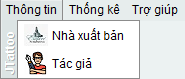 Thông tin Thống kê Trợ giúp
Nhà xuất bản
Tác giả